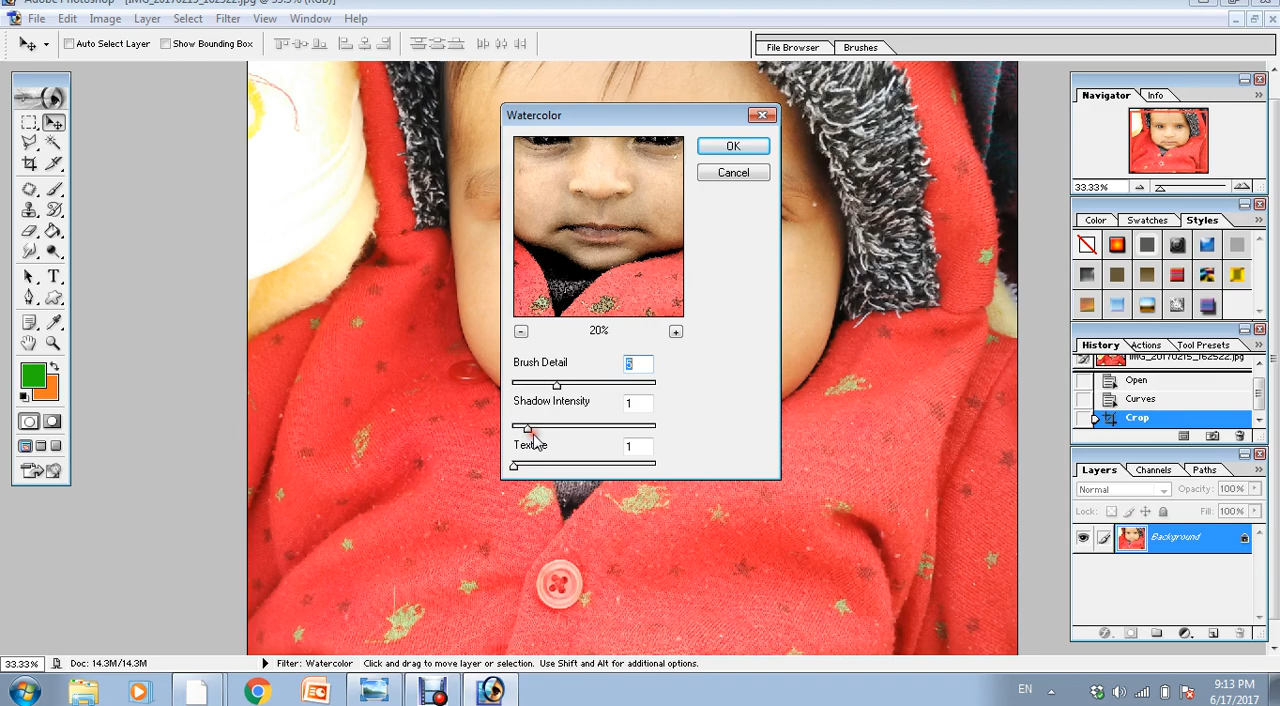 Adobe Photoshop - [IMG_20170215_162522.jpg @ 33.3% (RGB)]
File Edit Image Layer Select Filter View Window Help
Auto Select Layer Show Bounding Box
File Browser Brushes
Navigator Info
33.33%
Color Swatches Styles
History Actions Tool Presets
IMG_20170215_162522.jpg
Open
Curves
Crop
Layers Channels Paths
Normal Opacity: 100%
Lock: Fill: 100%
Background
Watercolor
OK
Cancel
20%
Brush Detail 5
Shadow Intensity 1
Texture 1
33.33% Doc: 14.3M/14.3M Filter: Watercolor Click and drag to move layer or selection. Use Shift and Alt for additional options.
EN 9:13 PM
6/17/2017